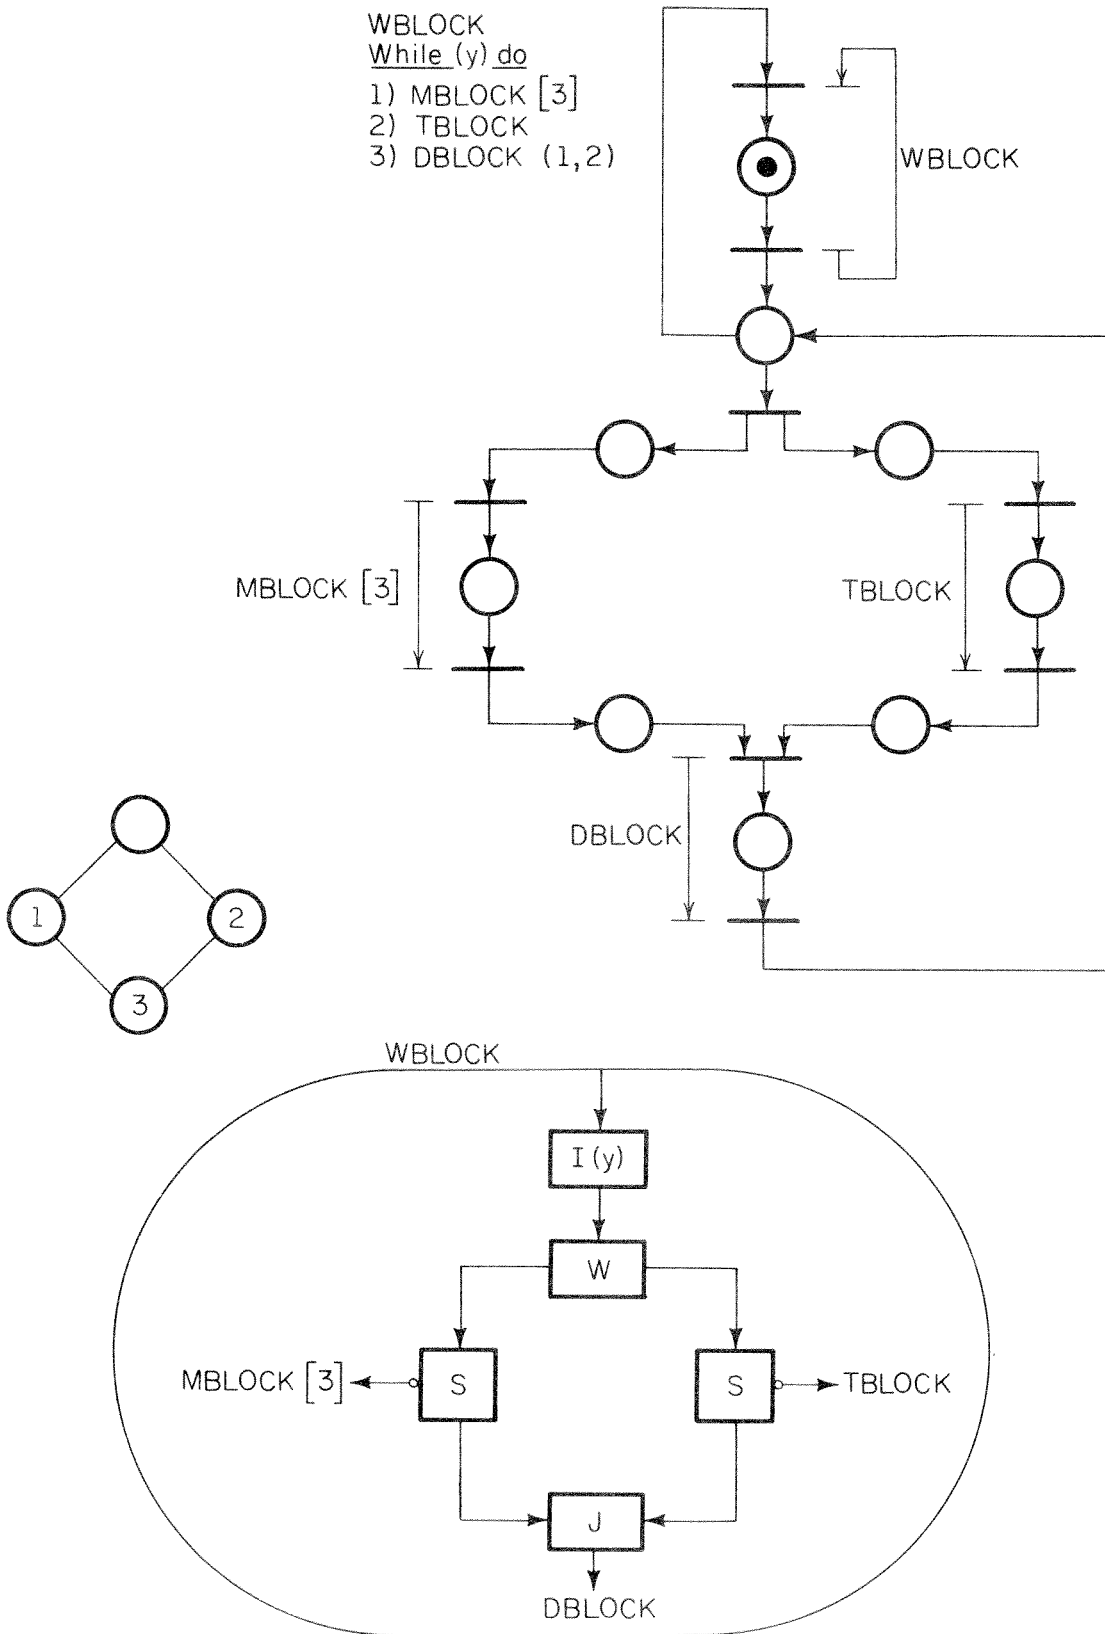 WBLOCK
While (y) do
1) MBLOCK [3]
2) TBLOCK
3) DBLOCK (1,2)
WBLOCK
MBLOCK [3]
TBLOCK
DBLOCK
1
2
3
WBLOCK
I(y)
W
MBLOCK [3]
S
S
TBLOCK
J
DBLOCK